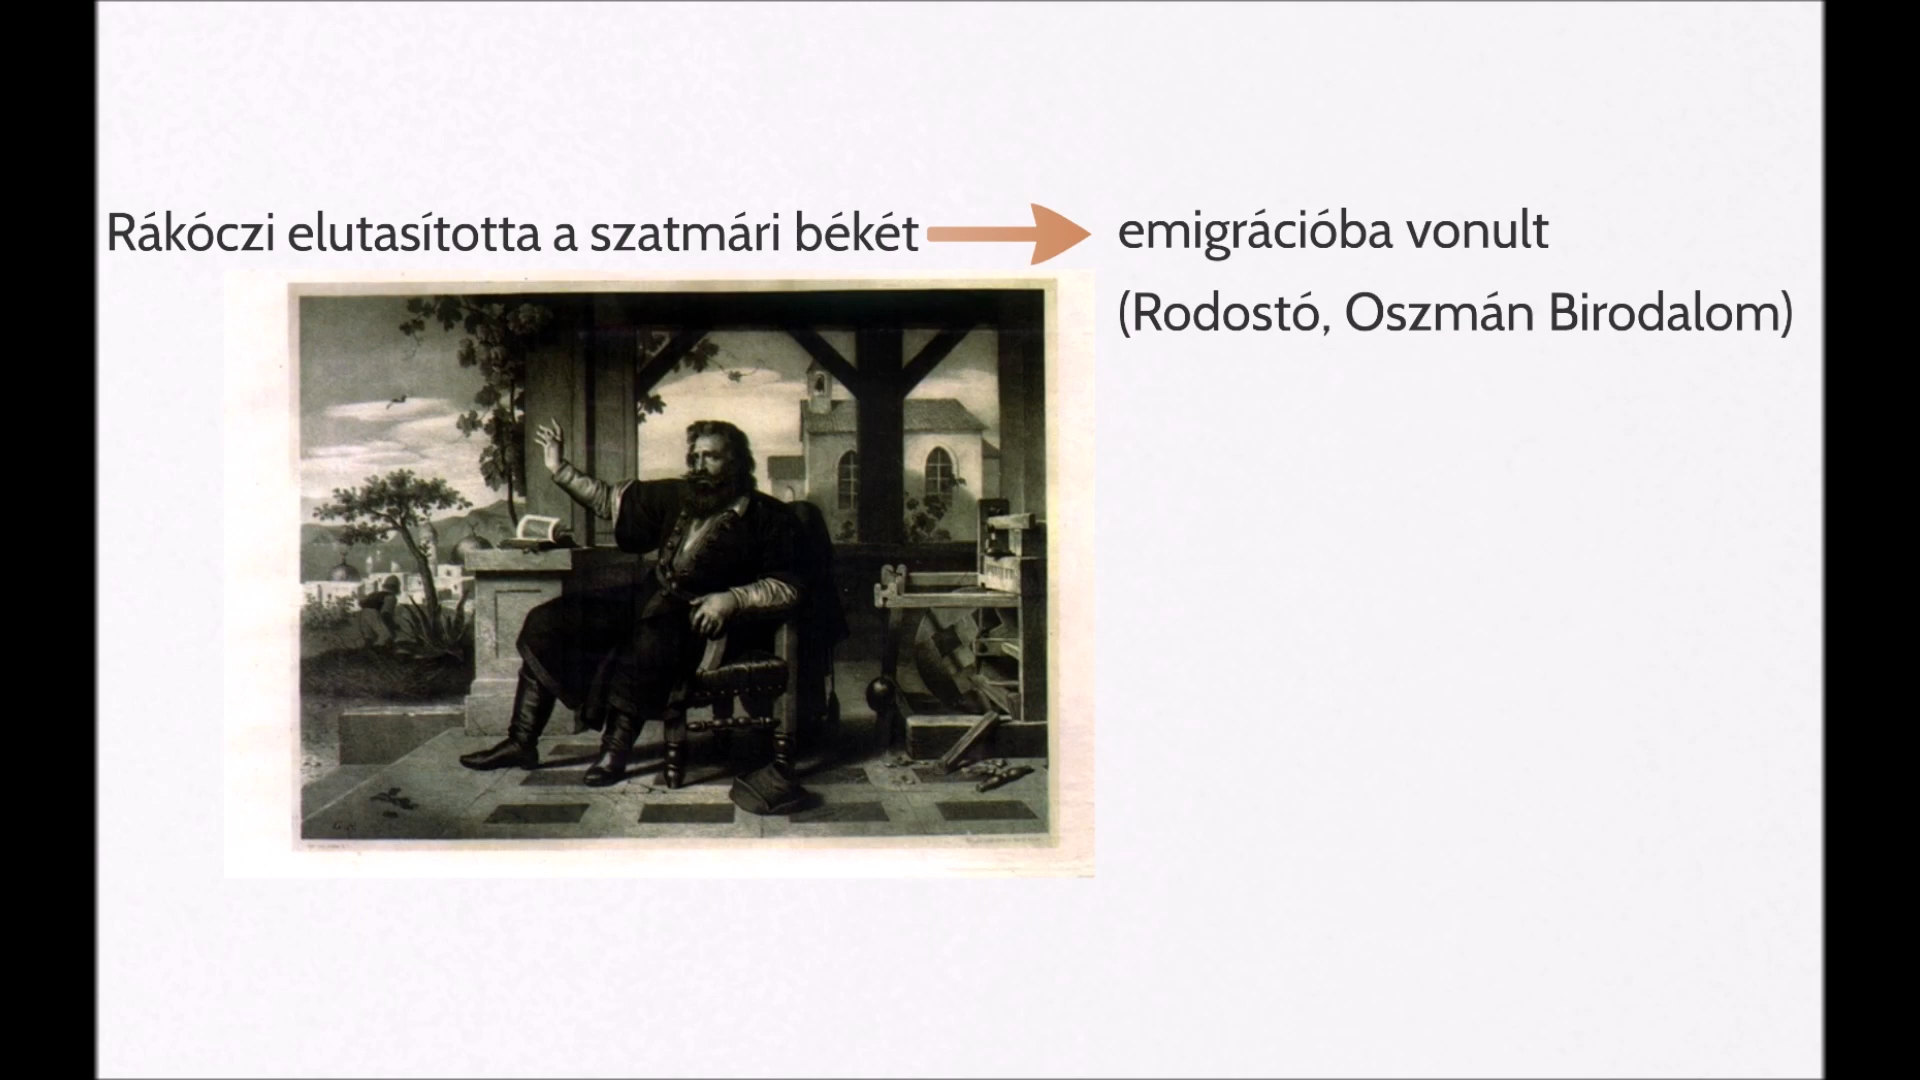 Rákóczi elutasította a szatmári békét
emigrációba vonult
(Rodostó, Oszmán Birodalom)